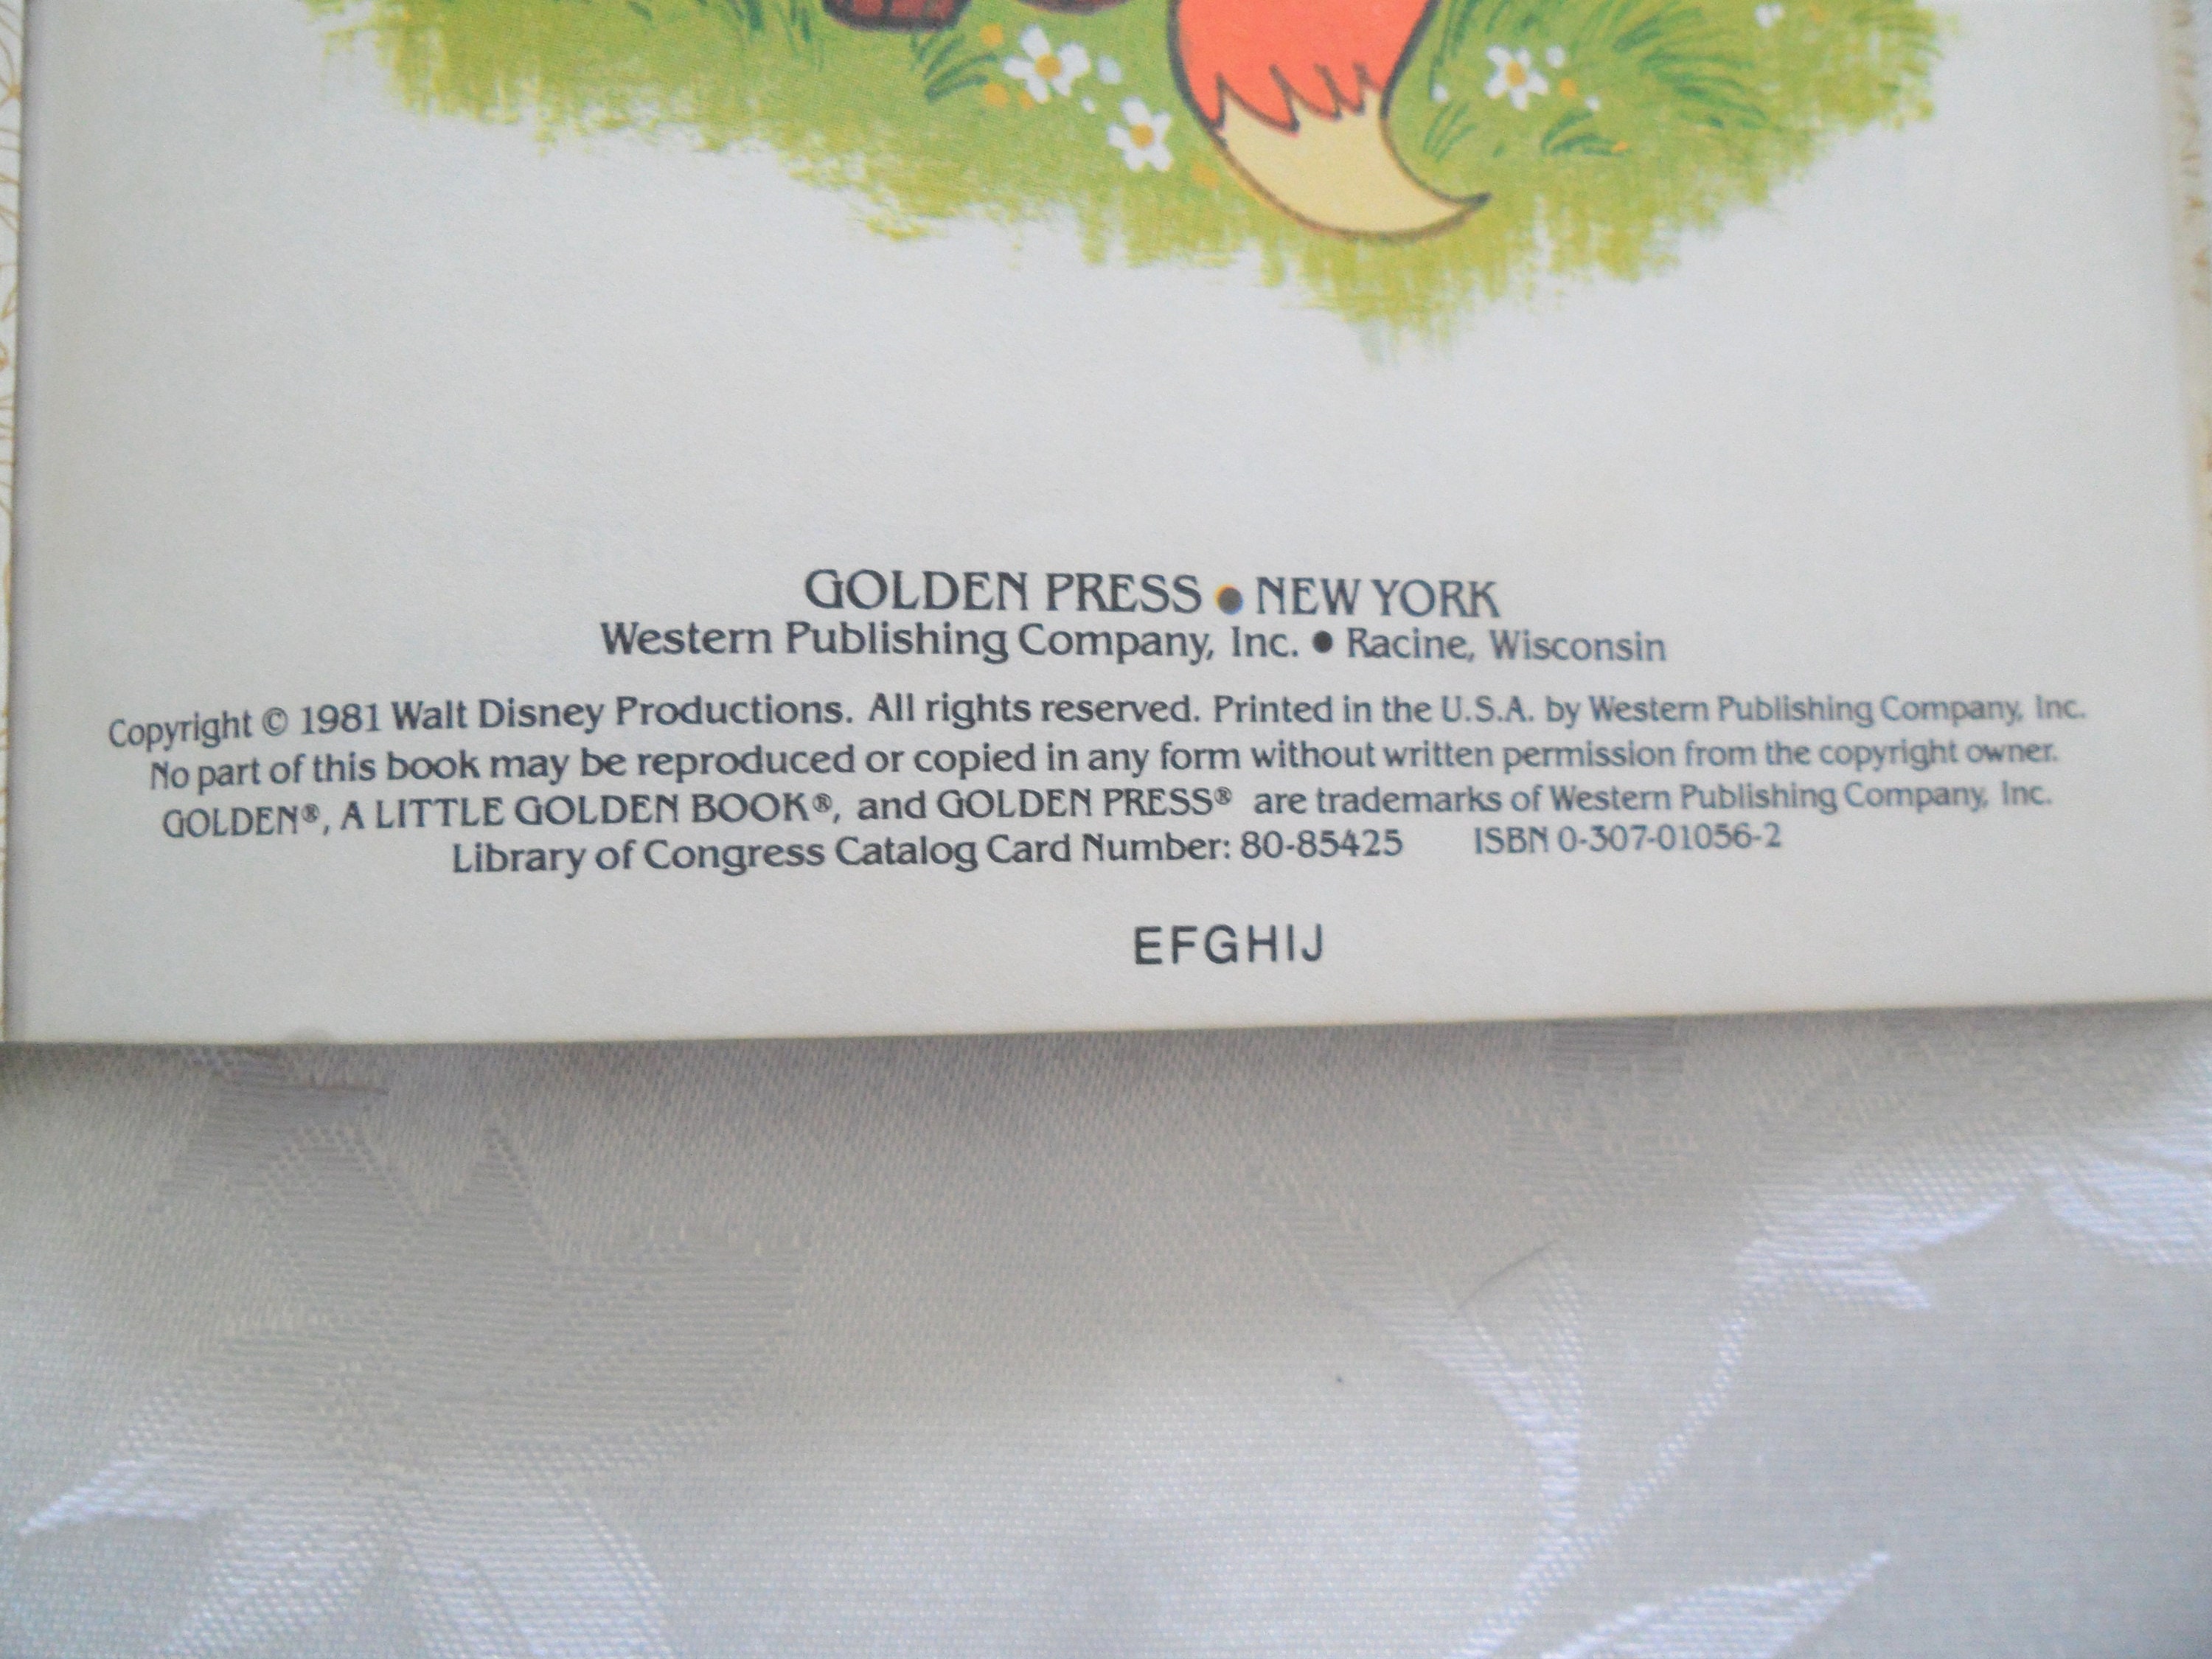 GOLDEN PRESS • NEW YORK
Western Publishing Company, Inc. • Racine, Wisconsin
Copyright © 1981 Walt Disney Productions. All rights reserved. Printed in the U.S.A. by Western Publishing Company, Inc.
No part of this book may be reproduced or copied in any form without written permission from the copyright owner.
GOLDEN®, A LITTLE GOLDEN BOOK®, and GOLDEN PRESS® are trademarks of Western Publishing Company, Inc.
Library of Congress Catalog Card Number: 80-85425 ISBN 0-307-01056-2
EFGHIJ